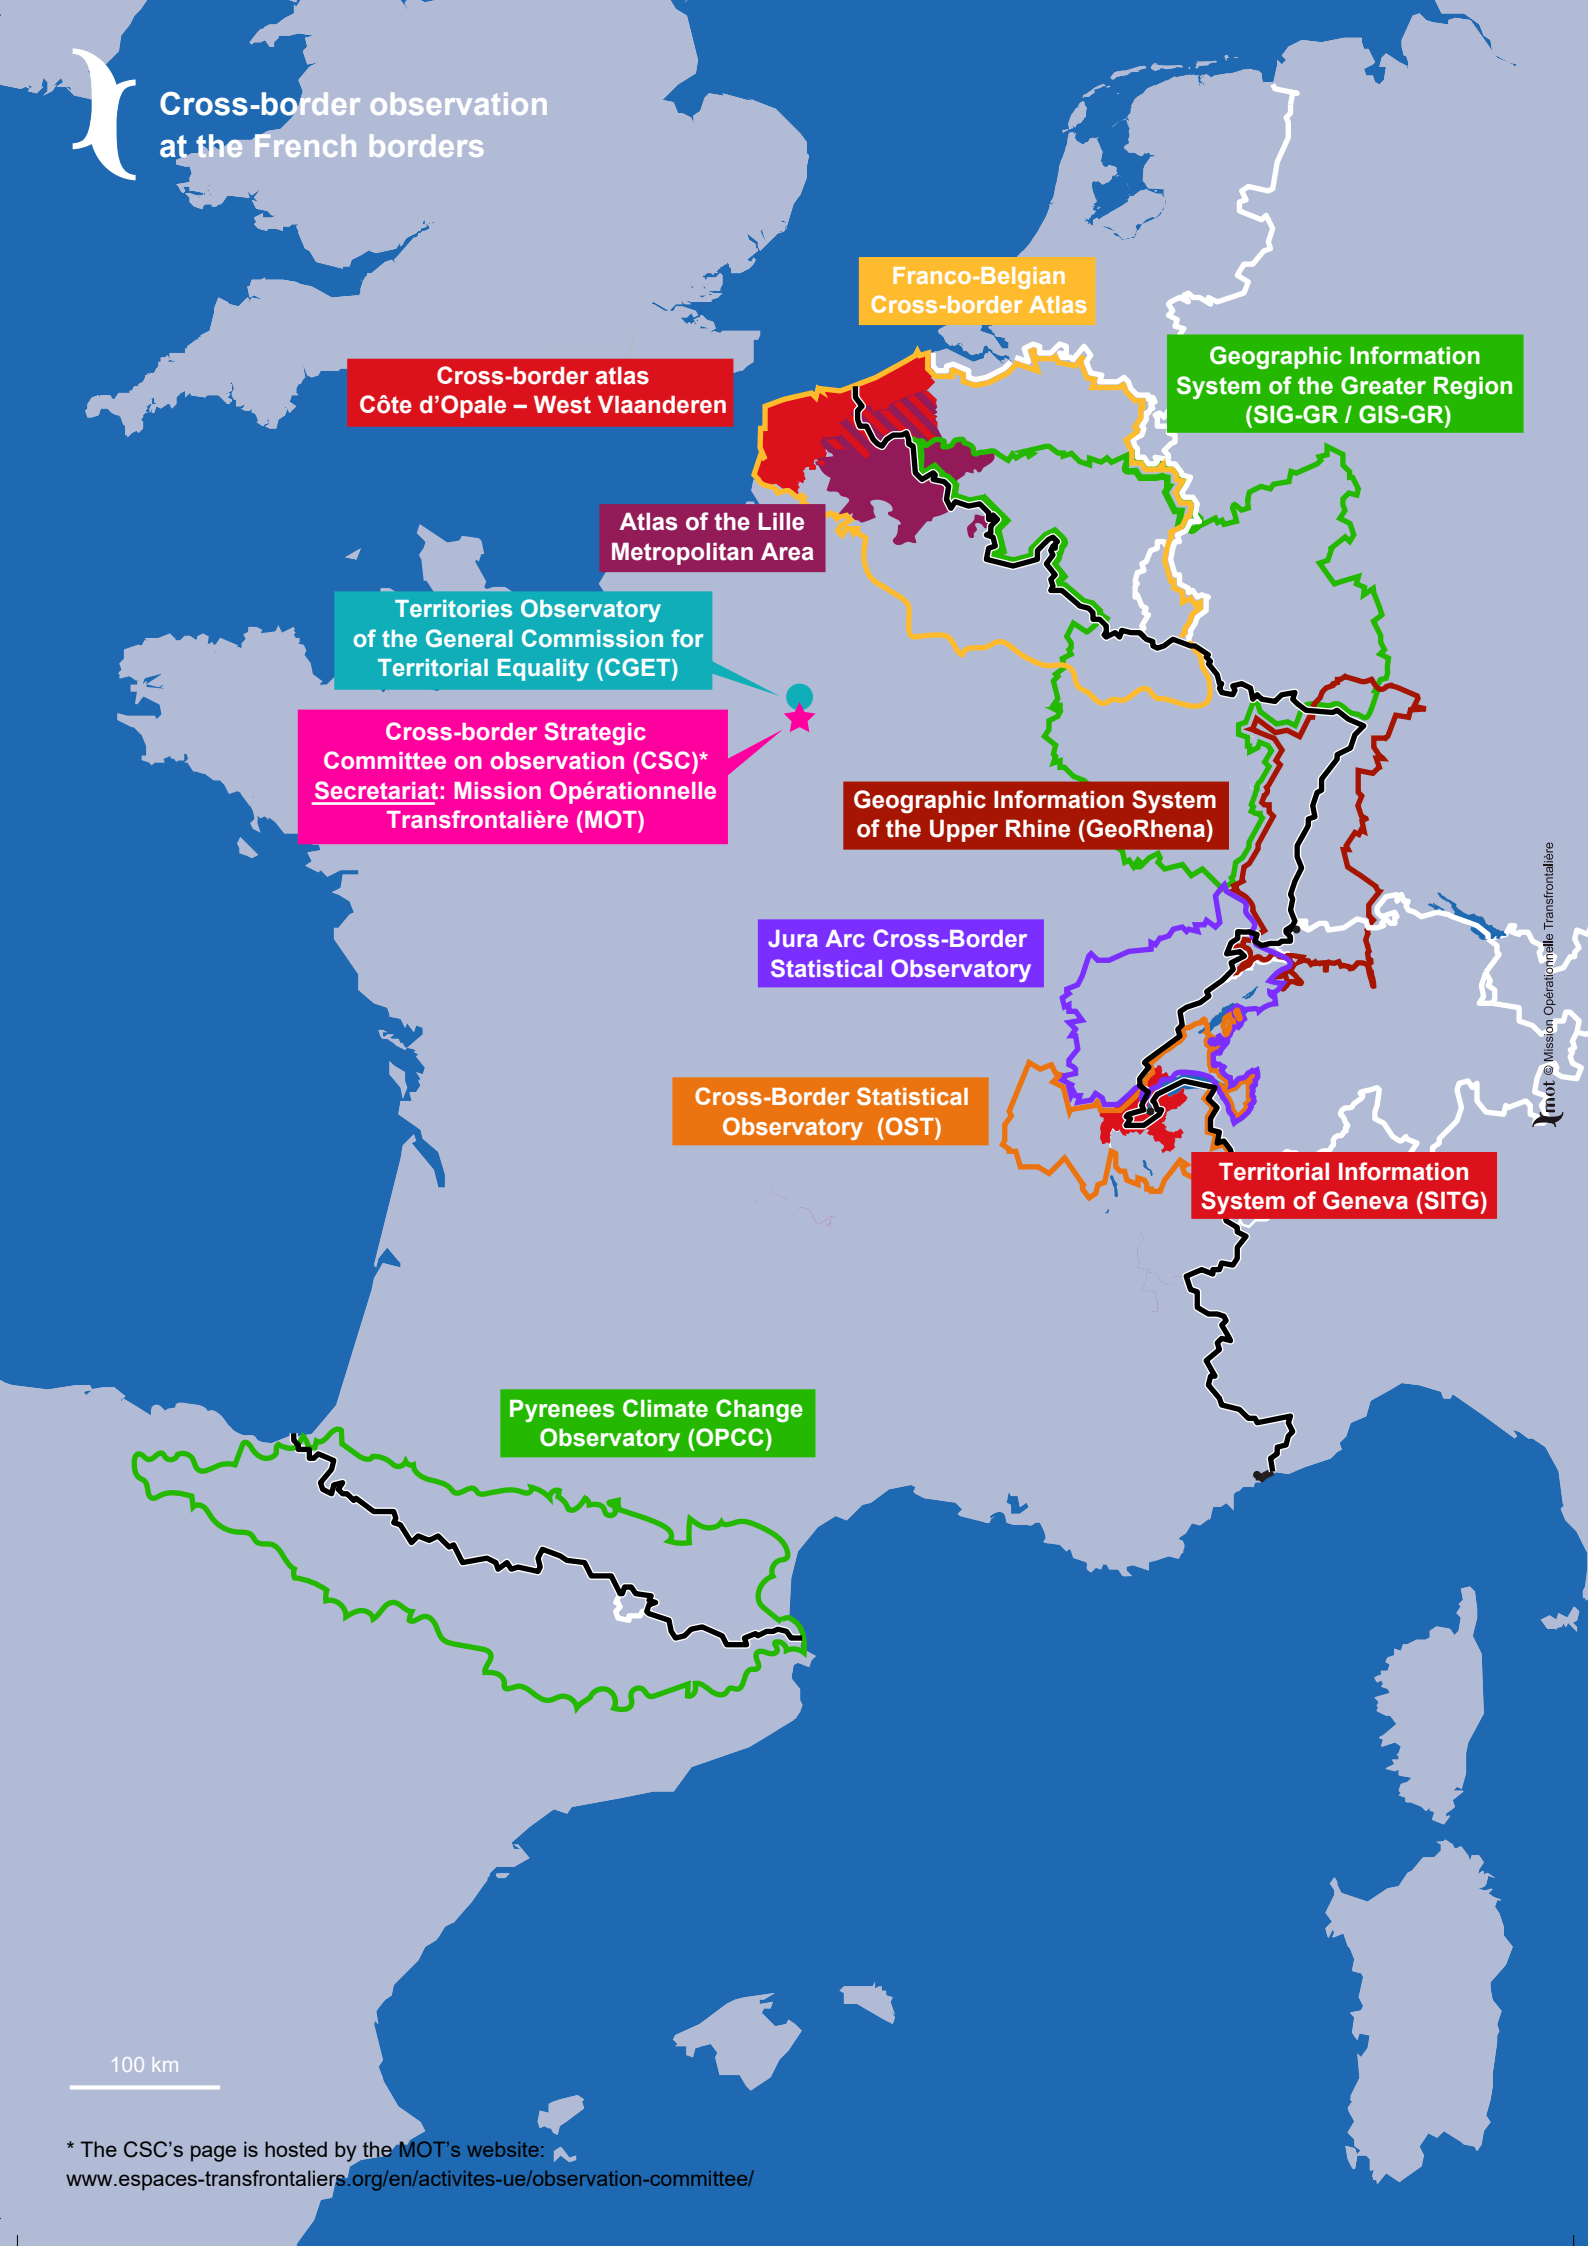 Cross-border observation
at the French borders
Franco-Belgian
Cross-border Atlas
Geographic Information
System of the Greater Region
(SIG-GR / GIS-GR)
Cross-border atlas
Côte d'Opale – West Vlaanderen
Atlas of the Lille
Metropolitan Area
Territories Observatory
of the General Commission for
Territorial Equality (CGET)
Cross-border Strategic
Committee on observation (CSC)*
Secretariat: Mission Opérationnelle
Transfrontalière (MOT)
Geographic Information System
of the Upper Rhine (GeoRhena)
Jura Arc Cross-Border
Statistical Observatory
Cross-Border Statistical
Observatory (OST)
Territorial Information
System of Geneva (SITG)
mot © Mission Opérationnelle Transfrontalière
Pyrenees Climate Change
Observatory (OPCC)
100 km
* The CSC's page is hosted by the MOT's website:
www.espaces-transfrontaliers.org/en/activites-ue/observation-committee/